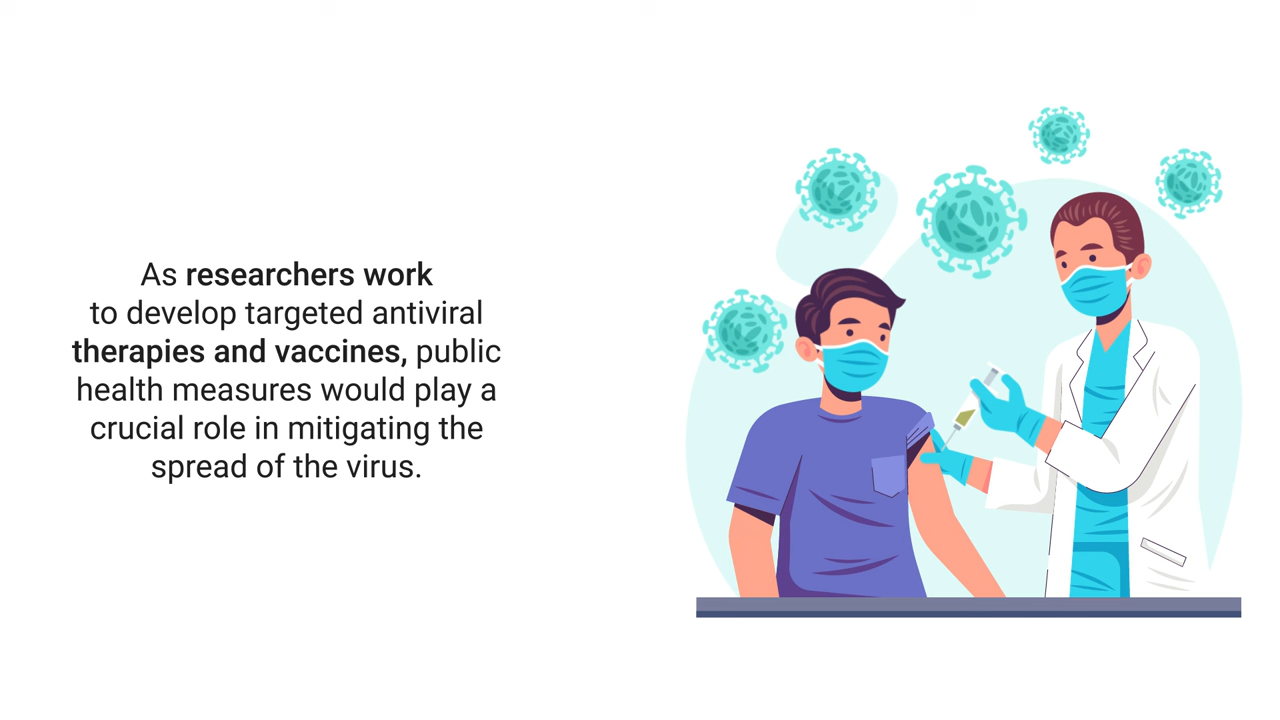 As researchers work
to develop targeted antiviral
therapies and vaccines, public
health measures would play a
crucial role in mitigating the
spread of the virus.